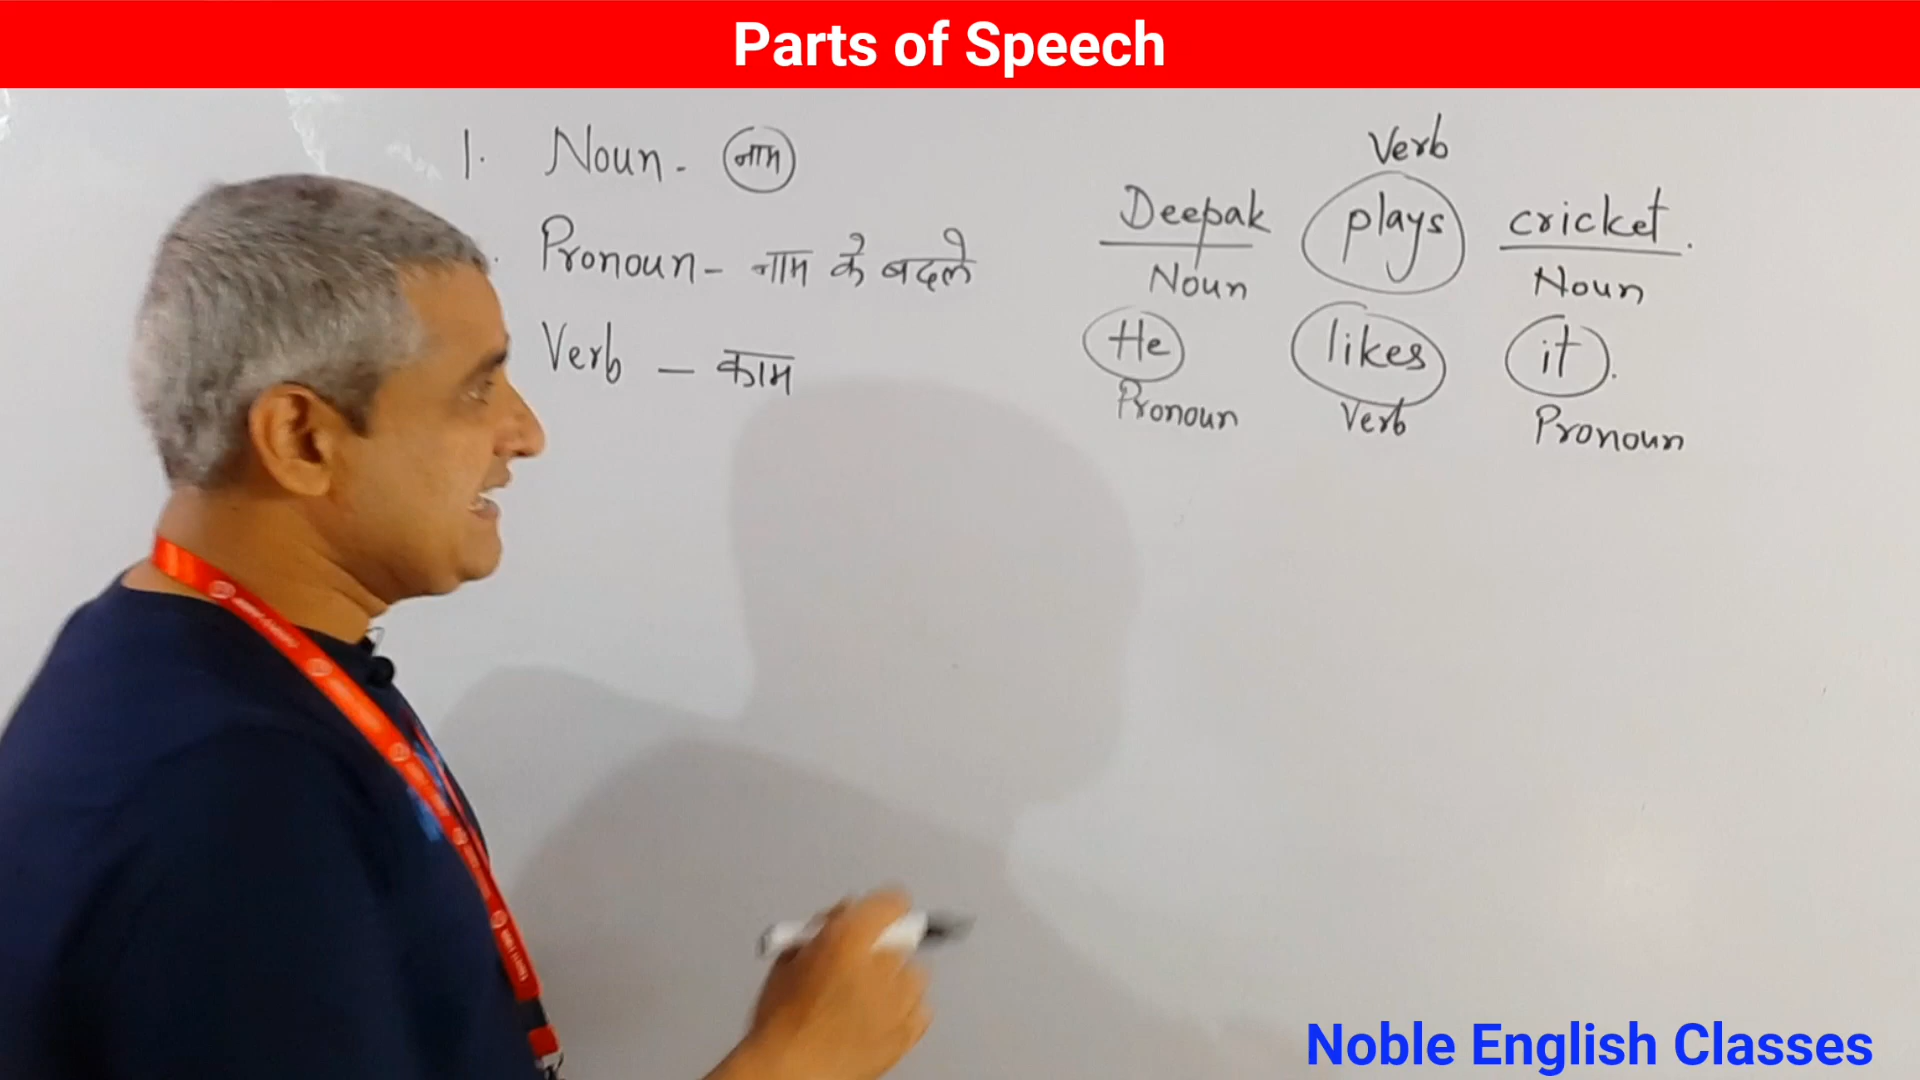 Parts of Speech
1. Noun - नाम
Pronoun - नाम के बदले
Verb - काम
Verb
Deepak plays cricket.
Noun Noun
He likes it.
Pronoun Verb Pronoun
Noble English Classes